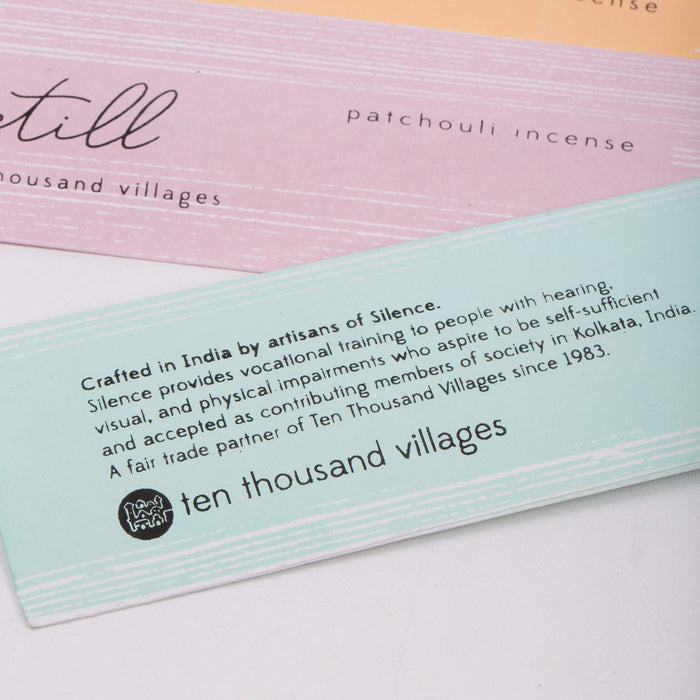 still
patchouli incense
thousand villages
Crafted in India by artisans of Silence.
Silence provides vocational training to people with hearing,
visual, and physical impairments who aspire to be self-sufficient
and accepted as contributing members of society in Kolkata, India.
A fair trade partner of Ten Thousand Villages since 1983.
ten thousand villages